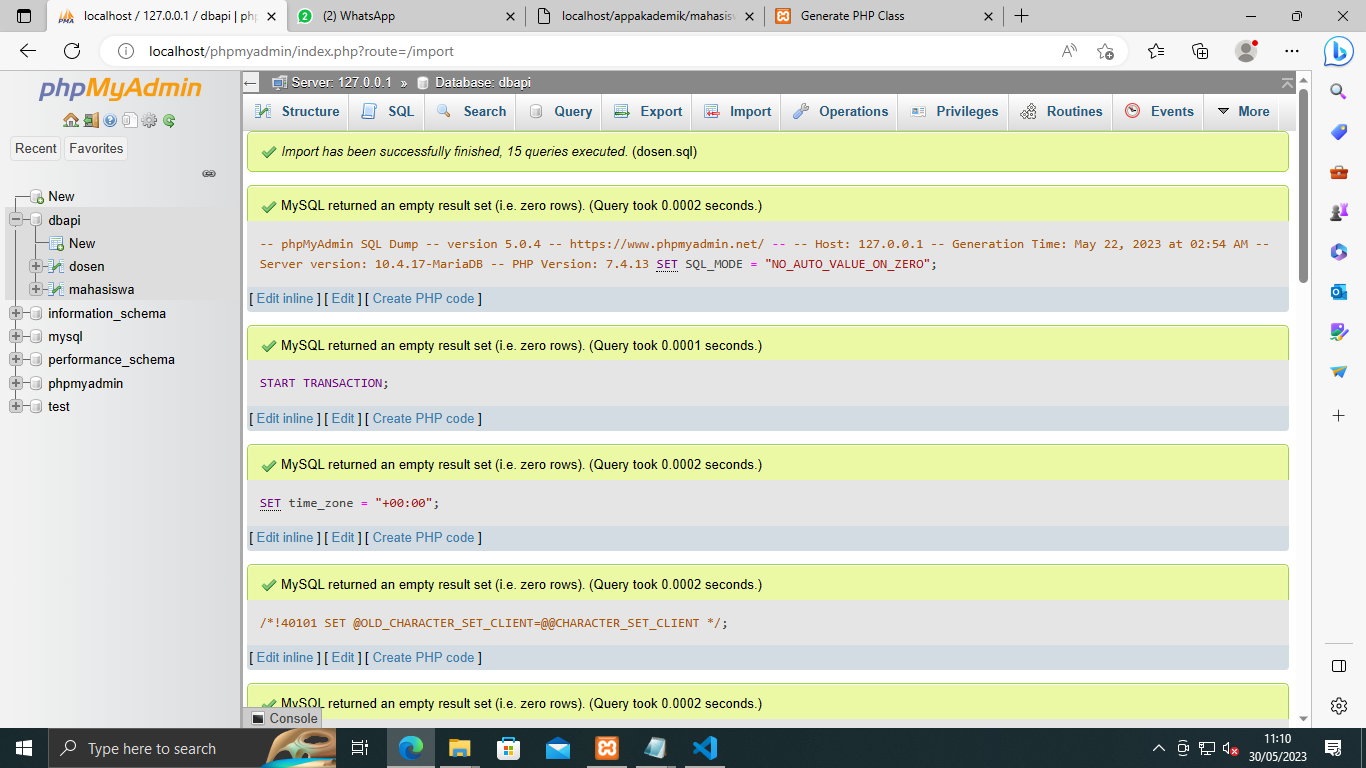 localhost / 127.0.0.1 / dbapi | php
(2) WhatsApp
localhost/appakademik/mahasisw
Generate PHP Class
localhost/phpmyadmin/index.php?route=/import
phpMyAdmin
Recent
Favorites
New
dbapi
New
dosen
mahasiswa
information_schema
mysql
performance_schema
phpmyadmin
test
Server: 127.0.0.1 » Database: dbapi
Structure
SQL
Search
Query
Export
Import
Operations
Privileges
Routines
Events
More
Import has been successfully finished, 15 queries executed. (dosen.sql)
MySQL returned an empty result set (i.e. zero rows). (Query took 0.0002 seconds.)
-- phpMyAdmin SQL Dump -- version 5.0.4 -- https://www.phpmyadmin.net/ -- -- Host: 127.0.0.1 -- Generation Time: May 22, 2023 at 02:54 AM --
Server version: 10.4.17-MariaDB -- PHP Version: 7.4.13 SET SQL_MODE = "NO_AUTO_VALUE_ON_ZERO";
[ Edit inline ] [ Edit ] [ Create PHP code ]
MySQL returned an empty result set (i.e. zero rows). (Query took 0.0001 seconds.)
START TRANSACTION;
[ Edit inline ] [ Edit ] [ Create PHP code ]
MySQL returned an empty result set (i.e. zero rows). (Query took 0.0002 seconds.)
SET time_zone = "+00:00";
[ Edit inline ] [ Edit ] [ Create PHP code ]
MySQL returned an empty result set (i.e. zero rows). (Query took 0.0002 seconds.)
/*!40101 SET @OLD_CHARACTER_SET_CLIENT=@@CHARACTER_SET_CLIENT */;
[ Edit inline ] [ Edit ] [ Create PHP code ]
MySQL returned an empty result set (i.e. zero rows). (Query took 0.0002 seconds.)
Console
Type here to search
11:10
30/05/2023